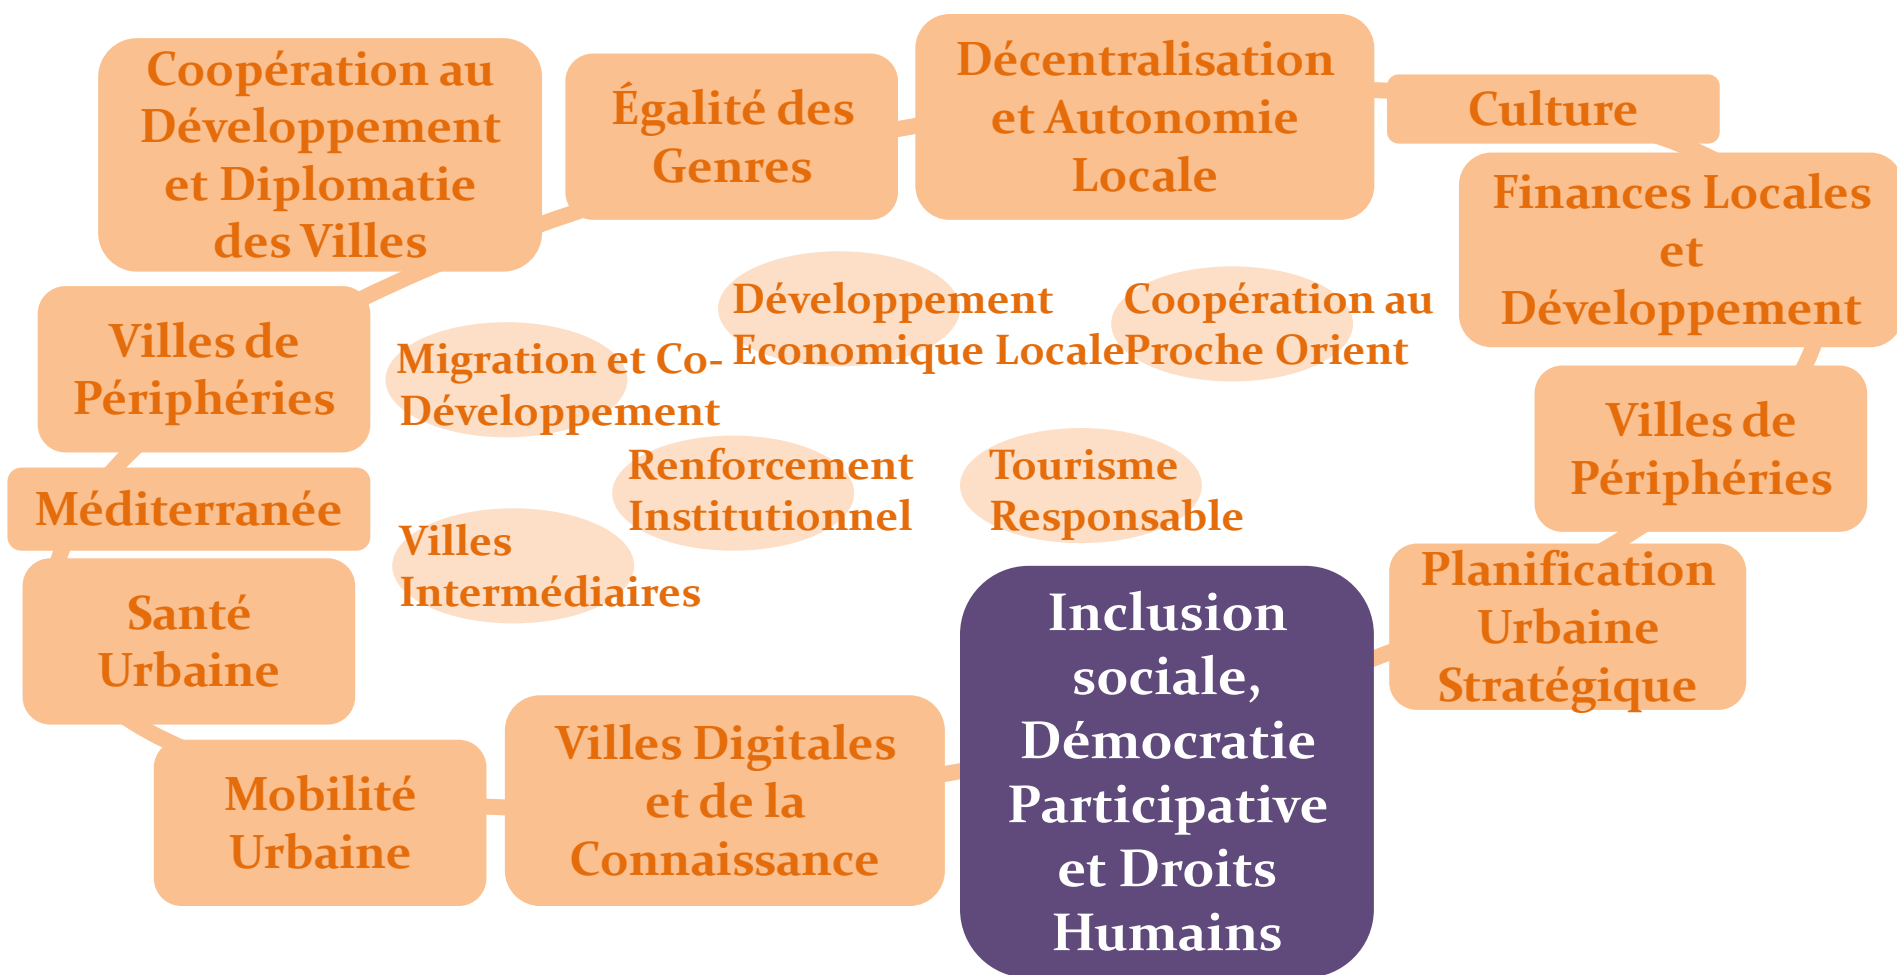 Coopération au
Développement
et Diplomatie
des Villes
Égalité des
Genres
Décentralisation
et Autonomie
Locale
Culture
Finances Locales
et
Développement
Villes de
Périphéries
Planification
Urbaine
Stratégique
Inclusion
sociale,
Démocratie
Participative
et Droits
Humains
Villes Digitales
et de la
Connaissance
Mobilité
Urbaine
Santé
Urbaine
Méditerranée
Villes de
Périphéries
Migration et Co-
Développement
Développement
Economique Locale
Coopération au
Proche Orient
Renforcement
Institutionnel
Tourisme
Responsable
Villes
Intermédiaires